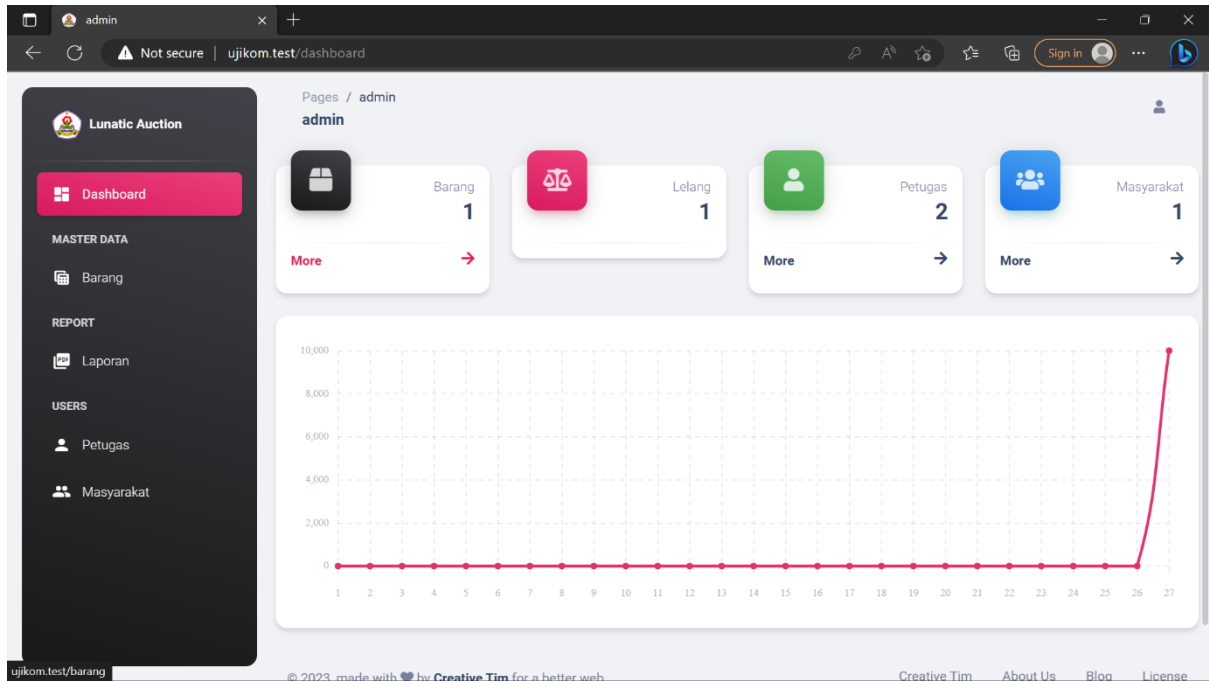 admin
Not secure | ujikom.test/dashboard
Sign in
Lunatic Auction
Dashboard
MASTER DATA
Barang
REPORT
PDF
Laporan
USERS
Petugas
Masyarakat
Pages / admin
admin
Barang
1
More
Lelang
1
Petugas
2
More
Masyarakat
1
More
10,000
8,000
6,000
4,000
2,000
0
1 2 3 4 5 6 7 8 9 10 11 12 13 14 15 16 17 18 19 20 21 22 23 24 25 26 27
© 2023, made with by Creative Tim for a better web.
Creative Tim About Us Blog License
ujikom.test/barang